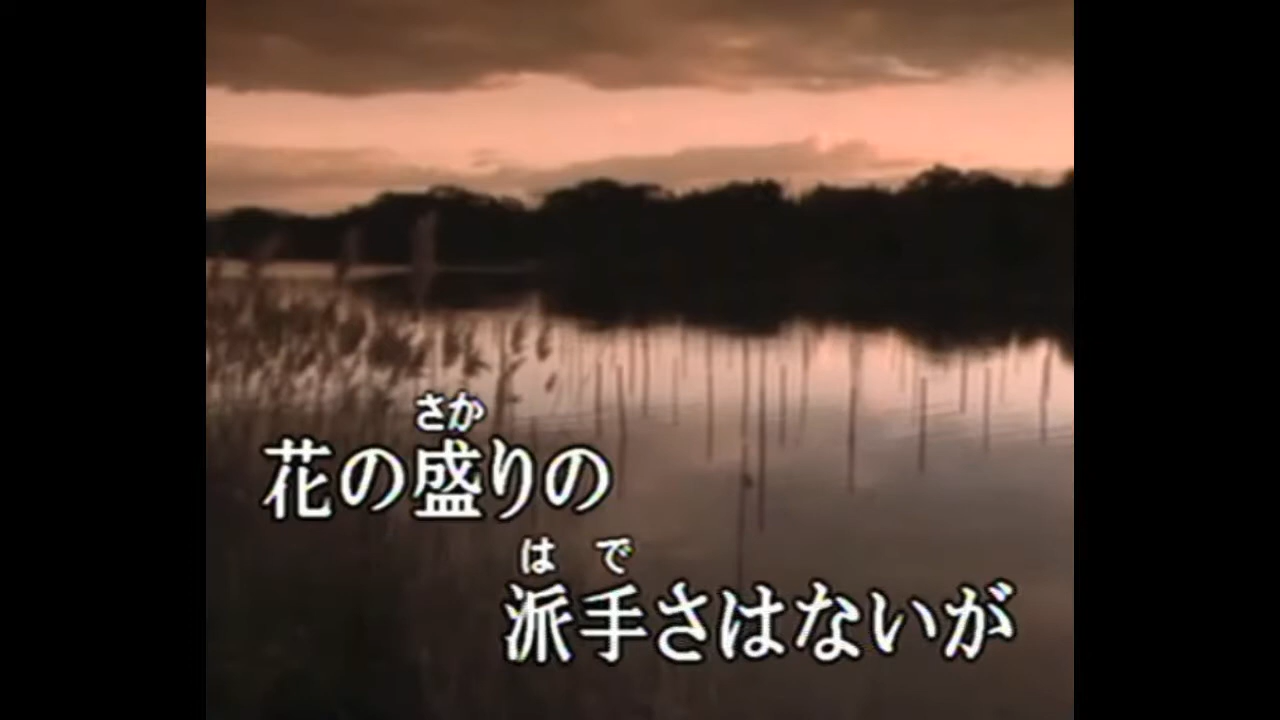 さか
花の盛りの
はで
派手さはないが